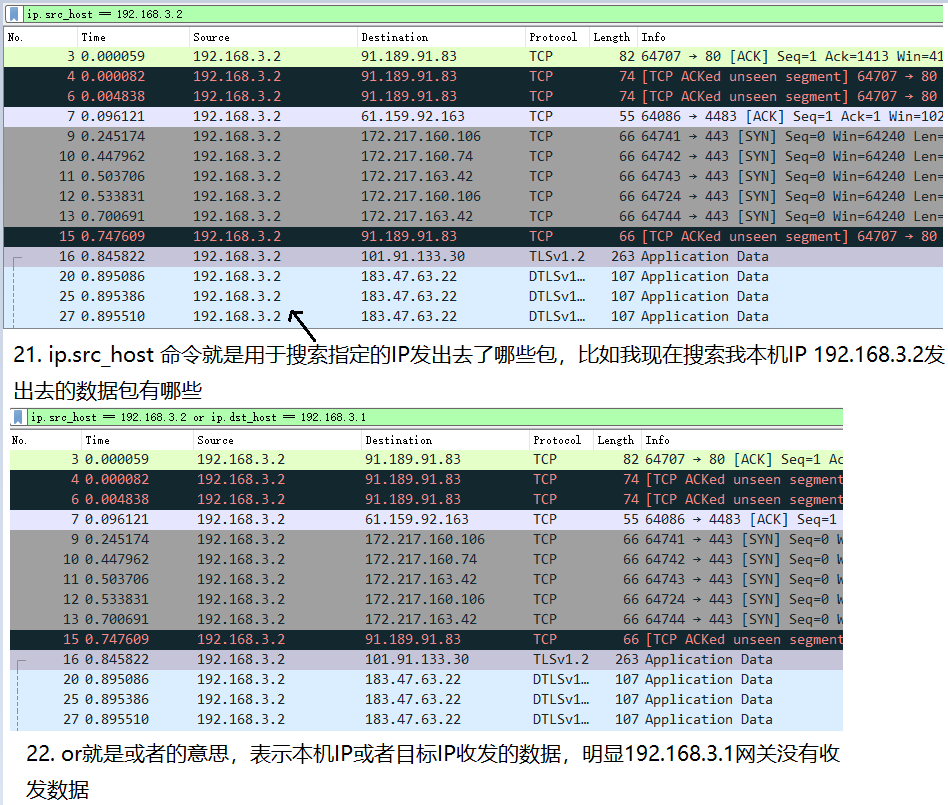 ip.src_host == 192.168.3.2
No. Time Source Destination Protocol Length Info
3 0.000059 192.168.3.2 91.189.91.83 TCP 82 64707 → 80 [ACK] Seq=1 Ack=1413 Win=41
4 0.000082 192.168.3.2 91.189.91.83 TCP 74 [TCP ACKed unseen segment] 64707 → 80
6 0.004838 192.168.3.2 91.189.91.83 TCP 74 [TCP ACKed unseen segment] 64707 → 80
7 0.096121 192.168.3.2 61.159.92.163 TCP 55 64086 → 4483 [ACK] Seq=1 Ack=1 Win=102
9 0.245174 192.168.3.2 172.217.160.106 TCP 66 64741 → 443 [SYN] Seq=0 Win=64240 Len=
10 0.447962 192.168.3.2 172.217.160.74 TCP 66 64742 → 443 [SYN] Seq=0 Win=64240 Len=
11 0.503706 192.168.3.2 172.217.163.42 TCP 66 64743 → 443 [SYN] Seq=0 Win=64240 Len=
12 0.533831 192.168.3.2 172.217.160.106 TCP 66 64724 → 443 [SYN] Seq=0 Win=64240 Len=
13 0.700691 192.168.3.2 172.217.163.42 TCP 66 64744 → 443 [SYN] Seq=0 Win=64240 Len=
15 0.747609 192.168.3.2 91.189.91.83 TCP 66 [TCP ACKed unseen segment] 64707 → 80
16 0.845822 192.168.3.2 101.91.133.30 TLSv1.2 263 Application Data
20 0.895086 192.168.3.2 183.47.63.22 DTLSv1… 107 Application Data
25 0.895386 192.168.3.2 183.47.63.22 DTLSv1… 107 Application Data
27 0.895510 192.168.3.2 183.47.63.22 DTLSv1… 107 Application Data
21. ip.src_host 命令就是用于搜索指定的IP发出去了哪些包，比如我现在搜索我本机IP 192.168.3.2发
出去的数据包有哪些
ip.src_host == 192.168.3.2 or ip.dst_host == 192.168.3.1
No. Time Source Destination Protocol Length Info
3 0.000059 192.168.3.2 91.189.91.83 TCP 82 64707 → 80 [ACK] Seq=1 Ac
4 0.000082 192.168.3.2 91.189.91.83 TCP 74 [TCP ACKed unseen segment
6 0.004838 192.168.3.2 91.189.91.83 TCP 74 [TCP ACKed unseen segment
7 0.096121 192.168.3.2 61.159.92.163 TCP 55 64086 → 4483 [ACK] Seq=1
9 0.245174 192.168.3.2 172.217.160.106 TCP 66 64741 → 443 [SYN] Seq=0 W
10 0.447962 192.168.3.2 172.217.160.74 TCP 66 64742 → 443 [SYN] Seq=0 W
11 0.503706 192.168.3.2 172.217.163.42 TCP 66 64743 → 443 [SYN] Seq=0 W
12 0.533831 192.168.3.2 172.217.160.106 TCP 66 64724 → 443 [SYN] Seq=0 W
13 0.700691 192.168.3.2 172.217.163.42 TCP 66 64744 → 443 [SYN] Seq=0 W
15 0.747609 192.168.3.2 91.189.91.83 TCP 66 [TCP ACKed unseen segment
16 0.845822 192.168.3.2 101.91.133.30 TLSv1.2 263 Application Data
20 0.895086 192.168.3.2 183.47.63.22 DTLSv1… 107 Application Data
25 0.895386 192.168.3.2 183.47.63.22 DTLSv1… 107 Application Data
27 0.895510 192.168.3.2 183.47.63.22 DTLSv1… 107 Application Data
22. or就是或者的意思，表示本机IP或者目标IP收发的数据，明显192.168.3.1网关没有收
发数据